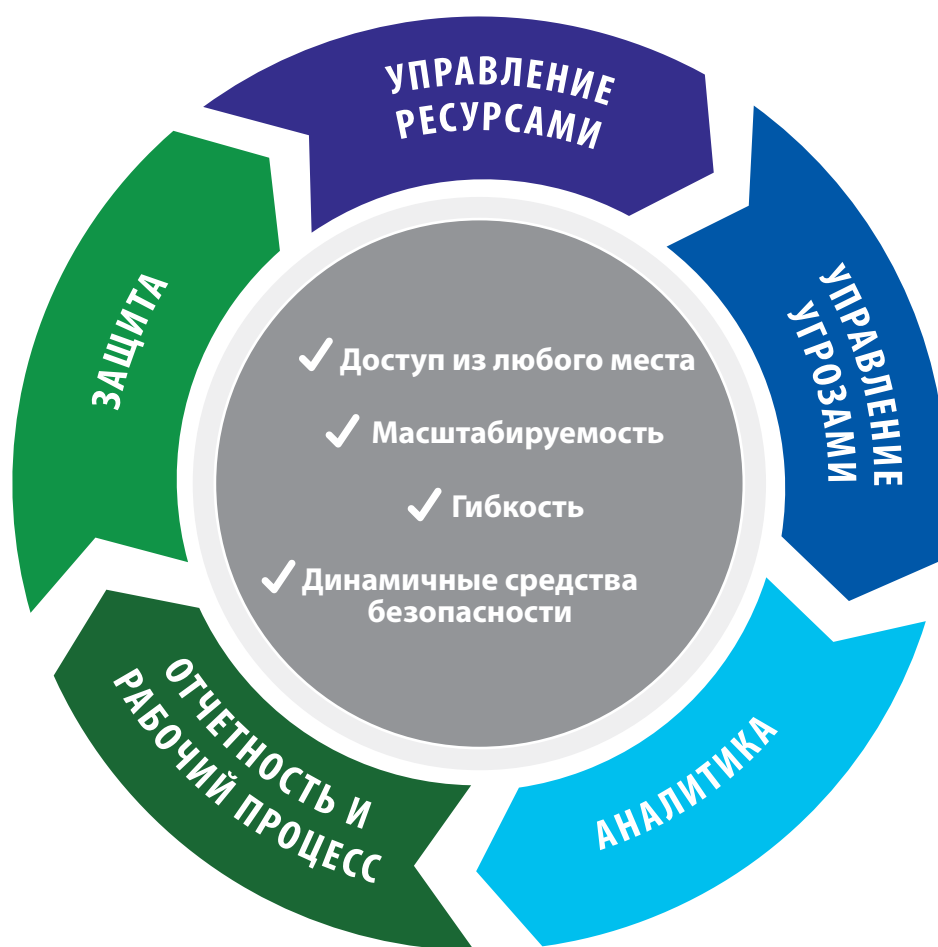 УПРАВЛЕНИЕ
РЕСУРСАМИ
УПРАВЛЕНИЕ
УГРОЗАМИ
АНАЛИТИКА
ОТЧЕТНОСТЬ И
РАБОЧИЙ ПРОЦЕСС
ЗАЩИТА
Доступ из любого места
Масштабируемость
Гибкость
Динамичные средства
безопасности